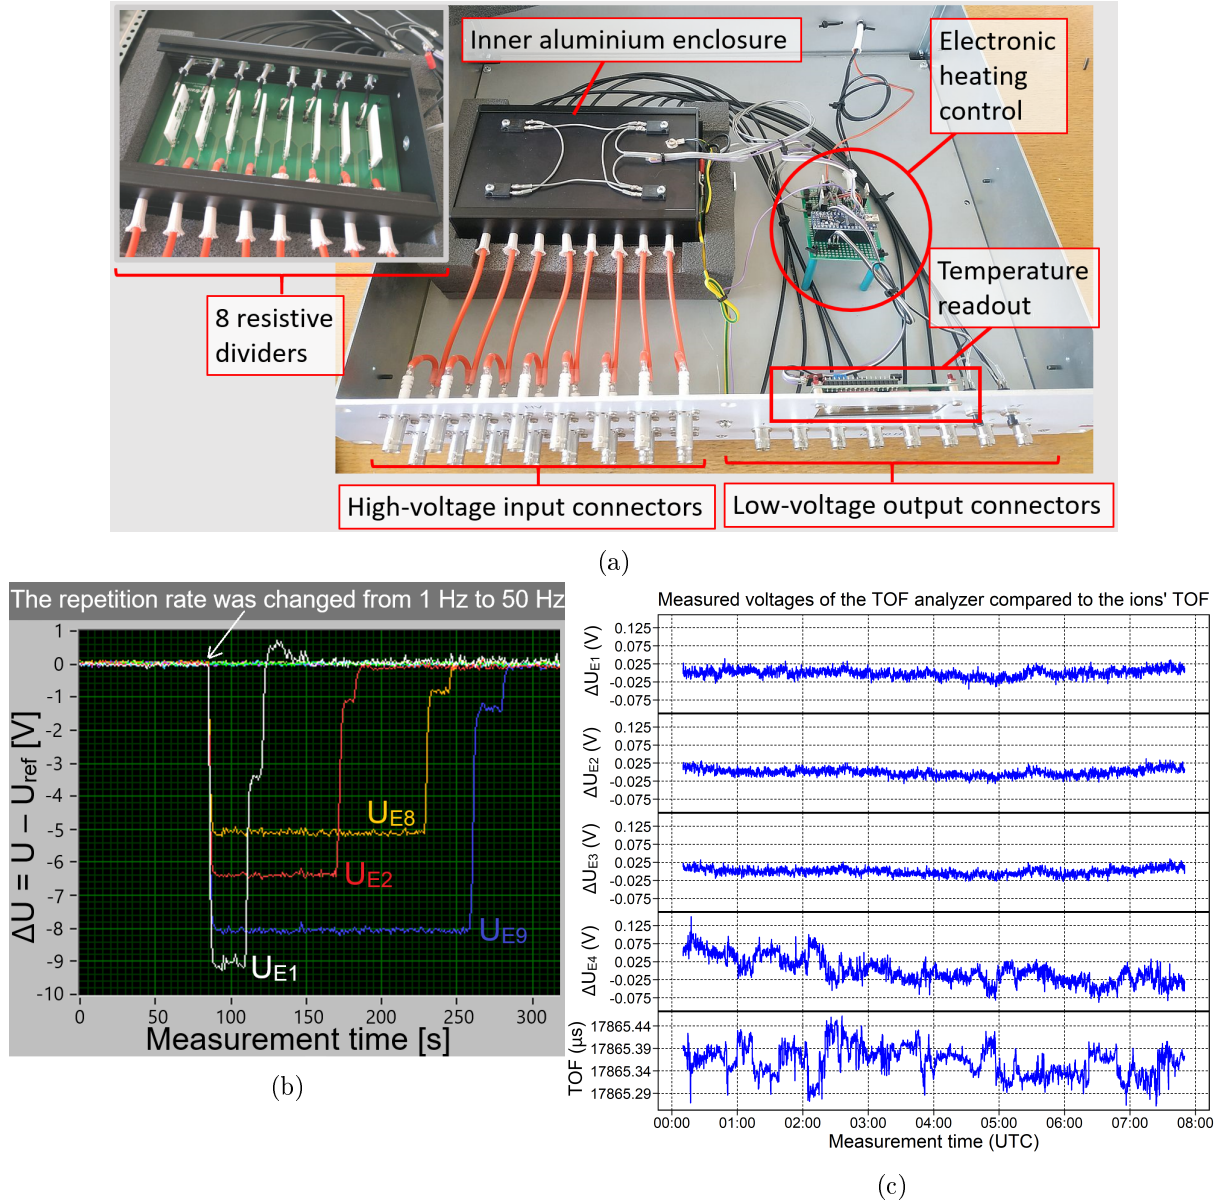 Inner aluminium enclosure
Electronic
heating
control
Temperature
readout
8 resistive
dividers
High-voltage input connectors
Low-voltage output connectors
(a)
The repetition rate was changed from 1 Hz to 50 Hz
ΔU = U − Uref [V]
1
0
-1
-2
-3
-4
-5
-6
-7
-8
-9
-10
UE8
UE2
UE9
UE1
0
50
100
150
200
250
300
Measurement time [s]
(b)
Measured voltages of the TOF analyzer compared to the ions' TOF
ΔUE1 (V)
0.125
0.075
0.025
-0.025
-0.075
ΔUE2 (V)
0.125
0.075
0.025
-0.025
-0.075
ΔUE3 (V)
0.125
0.075
0.025
-0.025
-0.075
ΔUE4 (V)
0.125
0.075
0.025
-0.025
-0.075
TOF (µs)
17865.44
17865.39
17865.34
17865.29
00:00
01:00
02:00
03:00
04:00
05:00
06:00
07:00
08:00
Measurement time (UTC)
(c)